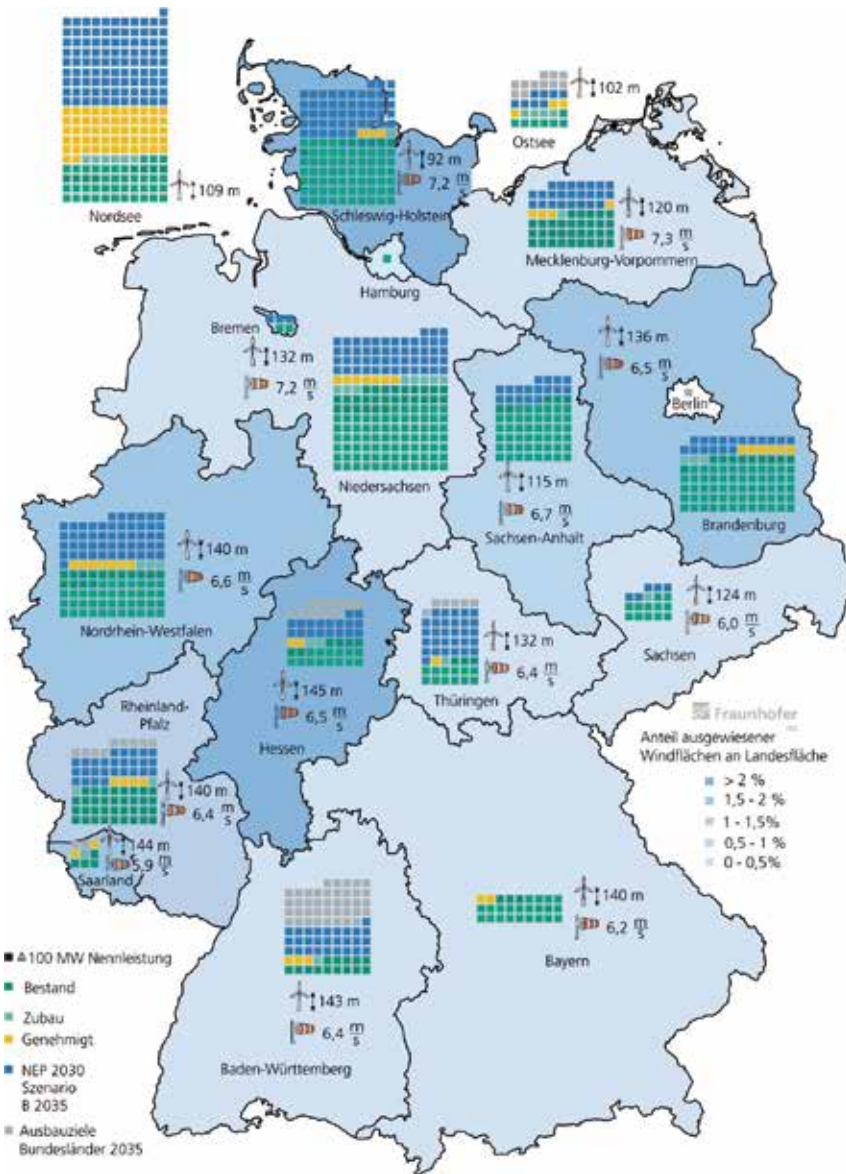 102 m
Ostsee
109 m
Nordsee
92 m
7,2 m/s
Schleswig-Holstein
120 m
7,3 m/s
Mecklenburg-Vorpommern
Hamburg
Bremen
132 m
7,2 m/s
Niedersachsen
136 m
6,5 m/s
Berlin
Brandenburg
115 m
6,7 m/s
Sachsen-Anhalt
140 m
6,6 m/s
Nordrhein-Westfalen
124 m
6,0 m/s
Sachsen
132 m
6,4 m/s
Thüringen
145 m
6,5 m/s
Hessen
Rheinland-
Pfalz
140 m
6,4 m/s
144 m
5,9 m/s
Saarland
Fraunhofer
Anteil ausgewiesener
Windflächen an Landesfläche
> 2 %
1,5 - 2 %
1 - 1,5%
0,5 - 1 %
0 - 0,5%
140 m
6,2 m/s
Bayern
143 m
6,4 m/s
Baden-Württemberg
≙ 100 MW Nennleistung
Bestand
Zubau
Genehmigt
NEP 2030
Szenario
B 2035
Ausbauziele
Bundesländer 2035